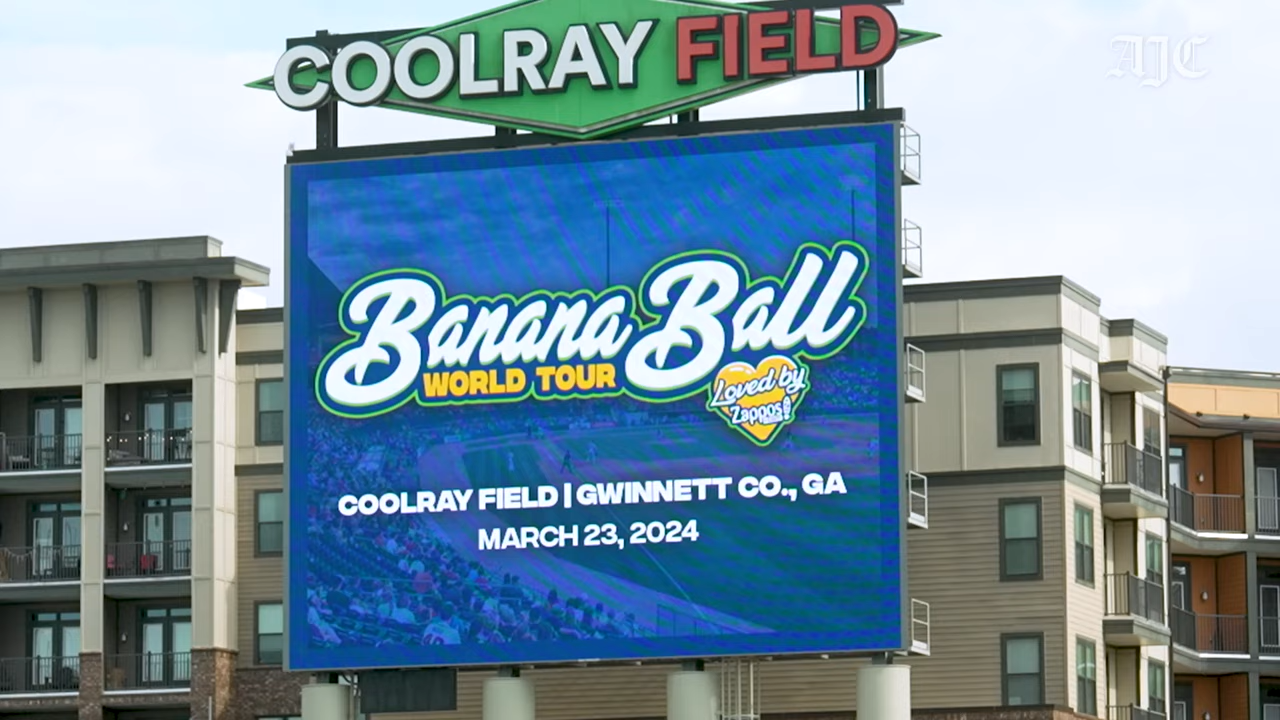 AJC
COOLRAY FIELD
Banana Ball
WORLD TOUR
Loved by
Zappos
COOLRAY FIELD | GWINNETT CO., GA
MARCH 23, 2024